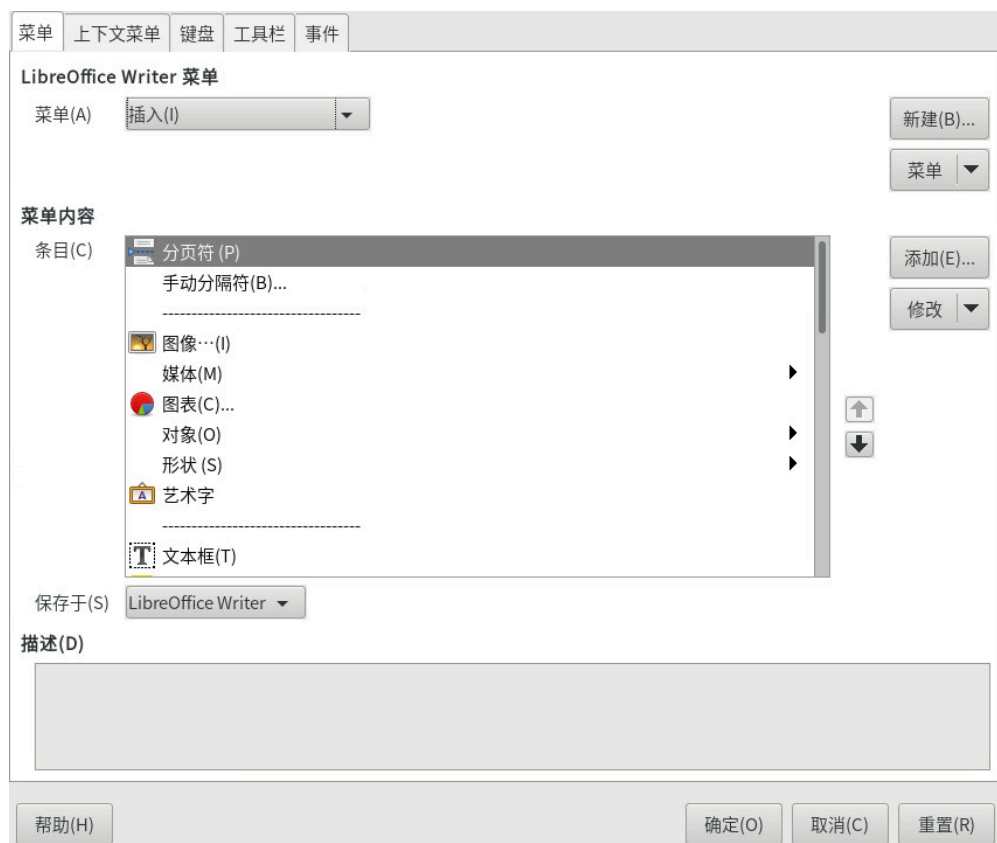 菜单 上下文菜单 键盘 工具栏 事件
LibreOffice Writer 菜单
菜单(A) 插入(I) 新建(B)...
菜单
菜单内容
条目(C) 分页符 (P) 添加(E)...
手动分隔符(B)...
修改
----------------------------------
图像…(I)
媒体(M)
图表(C)...
对象(O)
形状 (S)
艺术字
----------------------------------
文本框(T)
保存于(S) LibreOffice Writer
描述(D)
帮助(H) 确定(O) 取消(C) 重置(R)